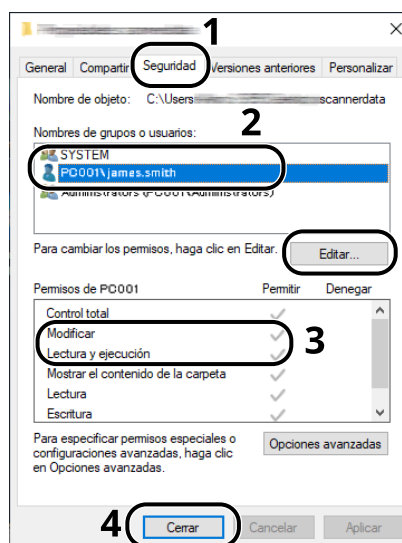 1
General Compartir Seguridad Versiones anteriores Personalizar
Nombre de objeto: C:\Users scannerdata
2
Nombres de grupos o usuarios:
SYSTEM
PC001\james.smith
Administrators (PC001\Administrators)
Para cambiar los permisos, haga clic en Editar. Editar...
Permisos de PC001 Permitir Denegar
Control total
Modificar
3
Lectura y ejecución
Mostrar el contenido de la carpeta
Lectura
Escritura
Para especificar permisos especiales o
configuraciones avanzadas, haga clic
en Opciones avanzadas.
Opciones avanzadas
4
Cerrar Cancelar Aplicar